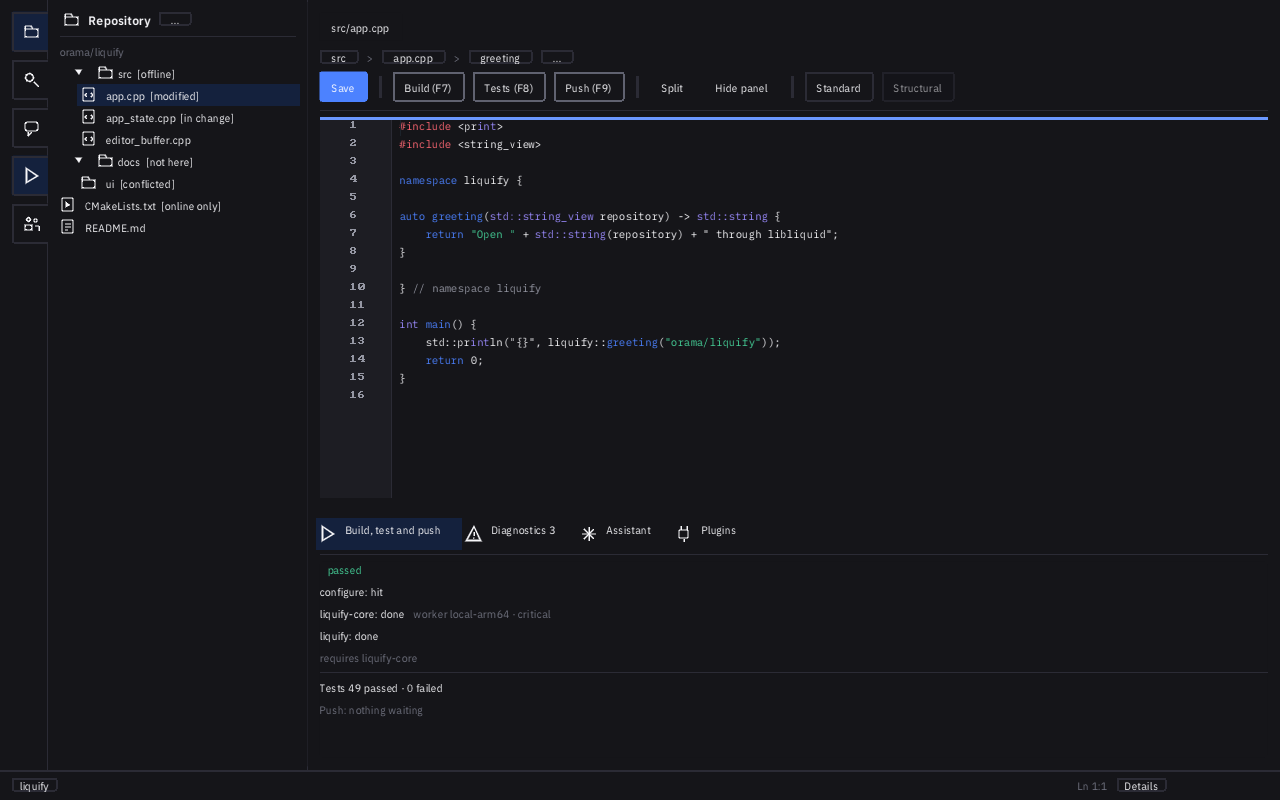 Repository ...
orama/liquify
src [offline]
app.cpp [modified]
app_state.cpp [in change]
editor_buffer.cpp
docs [not here]
ui [conflicted]
CMakeLists.txt [online only]
README.md
src/app.cpp
src > app.cpp > greeting ...
Save Build (F7) Tests (F8) Push (F9) Split Hide panel Standard Structural
1 #include <print>
2 #include <string_view>
3
4 namespace liquify {
5
6 auto greeting(std::string_view repository) -> std::string {
7 return "Open " + std::string(repository) + " through libliquid";
8 }
9
10 } // namespace liquify
11
12 int main() {
13 std::println("{}", liquify::greeting("orama/liquify"));
14 return 0;
15 }
16
Build, test and push Diagnostics 3 Assistant Plugins
passed
configure: hit
liquify-core: done worker local-arm64 · critical
liquify: done
requires liquify-core
Tests 49 passed · 0 failed
Push: nothing waiting
liquify Ln 1:1 Details